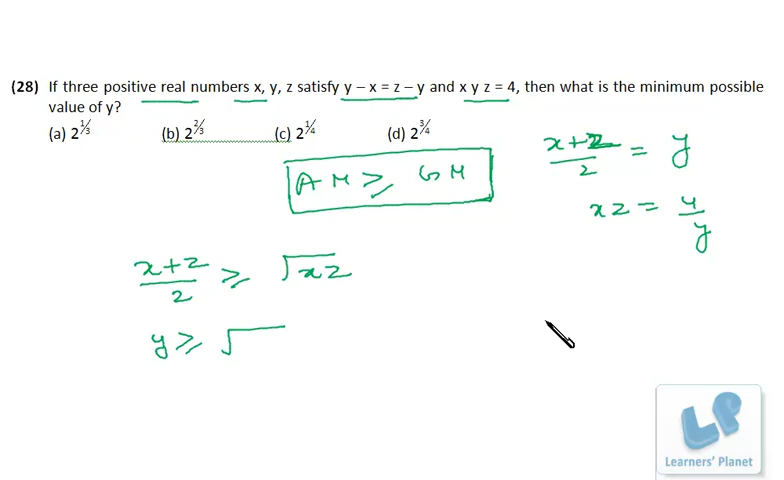 (28) If three positive real numbers x, y, z satisfy y – x = z – y and x y z = 4, then what is the minimum possible
value of y?
(a) 2^⅓ (b) 2^⅔ (c) 2^¼ (d) 2^¾
x+z/2 = y
AM ≥ GM
xz = 4/y
x+z/2 ≥ √xz
y ≥ √
LP
Learners' Planet